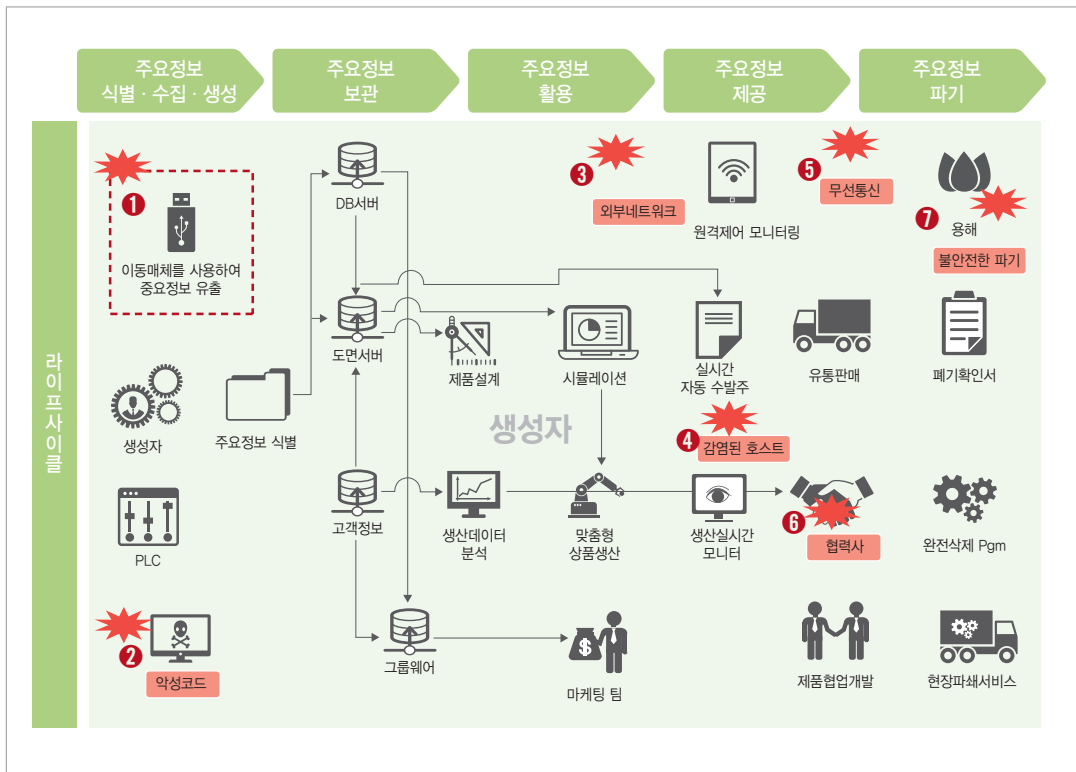 주요정보
식별 · 수집 · 생성
주요정보
보관
주요정보
활용
주요정보
제공
주요정보
파기
라이프사이클
1
이동매체를 사용하여
중요정보 유출
생성자
주요정보 식별
PLC
2
악성코드
DB서버
도면서버
고객정보
그룹웨어
3
외부네트워크
제품설계
시뮬레이션
생성자
생산데이터
분석
맞춤형
상품생산
마케팅 팀
원격제어 모니터링
실시간
자동 수발주
4
감염된 호스트
생산실시간
모니터
5
무선통신
유통판매
6
협력사
제품협업개발
7
용해
불안전한 파기
폐기확인서
완전삭제 Pgm
현장파쇄서비스